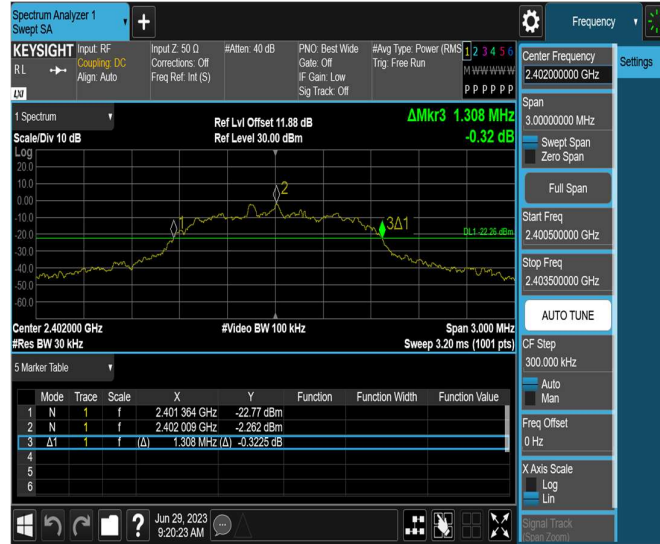 Spectrum Analyzer 1
Swept SA
Frequency
KEYSIGHT
RL
LXI
Input: RF
Coupling: DC
Align: Auto
Input Z: 50 Ω
Corrections: Off
Freq Ref: Int (S)
#Atten: 40 dB
PNO: Best Wide
Gate: Off
IF Gain: Low
Sig Track: Off
#Avg Type: Power (RMS
Trig: Free Run
1 2 3 4 5 6
M W W W W W
P P P P P P
1 Spectrum
Scale/Div 10 dB
Ref Lvl Offset 11.88 dB
Ref Level 30.00 dBm
ΔMkr3 1.308 MHz
-0.32 dB
Log
20.0
10.0
0.00
-10.0
-20.0
-30.0
-40.0
-50.0
-60.0
1
2
3Δ1
DL1 -22.26 dBm
Center 2.402000 GHz
#Video BW 100 kHz
Span 3.000 MHz
#Res BW 30 kHz
Sweep 3.20 ms (1001 pts)
5 Marker Table
Mode Trace Scale X Y Function Function Width Function Value
1 N 1 f 2.401 364 GHz -22.77 dBm
2 N 1 f 2.402 009 GHz -2.262 dBm
3 Δ1 1 f (Δ) 1.308 MHz (Δ) -0.3225 dB
4
5
6
Jun 29, 2023
9:20:23 AM
?
Center Frequency
2.402000000 GHz
Settings
Span
3.00000000 MHz
Swept Span
Zero Span
Full Span
Start Freq
2.400500000 GHz
Stop Freq
2.403500000 GHz
AUTO TUNE
CF Step
300.000 kHz
Auto
Man
Freq Offset
0 Hz
X Axis Scale
Log
Lin
Signal Track
(Span Zoom)